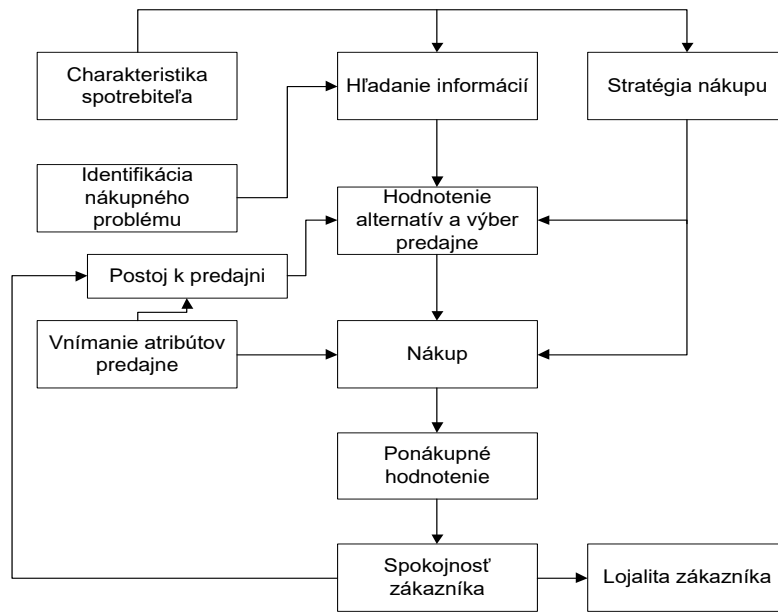 Charakteristika
spotrebiteľa
Hľadanie informácií
Stratégia nákupu
Identifikácia
nákupného
problému
Hodnotenie
alternatív a výber
predajne
Postoj k predajni
Vnímanie atribútov
predajne
Nákup
Ponákupné
hodnotenie
Spokojnosť
zákazníka
Lojalita zákazníka